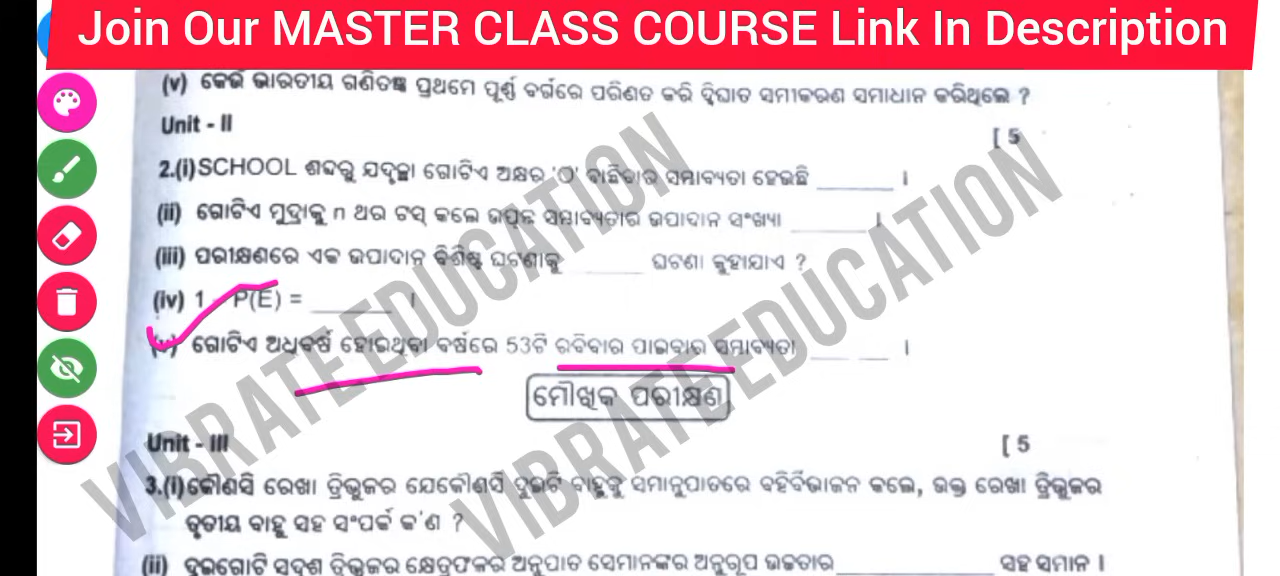 Join Our MASTER CLASS COURSE Link In Description
(v) କେଉଁ ଭାରତୀୟ ଗଣିତଜ୍ଞ ପ୍ରଥମେ ପୂର୍ଣ୍ଣ ବର୍ଗରେ ପରିଣତ କରି ଦ୍ବିଘାତ ସମୀକରଣ ସମାଧାନ କରିଥିଲେ ?
Unit - II [ 5
2.(i) SCHOOL ଶବ୍ଦରୁ ଯଦୃଚ୍ଛା ଗୋଟିଏ ଅକ୍ଷର 'O' ବାଛିବାର ସମ୍ଭାବ୍ୟତା ହେଉଛି ______ ।
(ii) ଗୋଟିଏ ମୁଦ୍ରାକୁ n ଥର ଟସ୍ କଲେ ଉତ୍ପନ୍ନ ସମ୍ଭାବ୍ୟତାର ଉପାଦାନ ସଂଖ୍ୟା ______ ।
(iii) ପରୀକ୍ଷଣରେ ଏକ ଉପାଦାନ ବିଶିଷ୍ଟ ଘଟଣାକୁ ______ ଘଟଣା କୁହାଯାଏ ?
(iv) 1 - P(E) = ______ ।
(v) ଗୋଟିଏ ଅଧିବର୍ଷ ହୋଇଥିବା ବର୍ଷରେ 53ଟି ରବିବାର ପାଇବାର ସମ୍ଭାବ୍ୟତା ______ ।
ମୌଖିକ ପରୀକ୍ଷଣ
Unit - III [ 5
3.(i) କୌଣସି ରେଖା ତ୍ରିଭୁଜର ଯେକୌଣସି ଦୁଇଟି ବାହୁକୁ ସମାନୁପାତରେ ବହିର୍ବିଭାଜନ କଲେ, ଉକ୍ତ ରେଖା ତ୍ରିଭୁଜର
ତୃତୀୟ ବାହୁ ସହ ସଂପର୍କ କ'ଣ ?
(ii) ଦୁଇଗୋଟି ସଦୃଶ ତ୍ରିଭୁଜର କ୍ଷେତ୍ରଫଳର ଅନୁପାତ ସେମାନଙ୍କର ଅନୁରୂପ ଉଚ୍ଚତାର ______ ସହ ସମାନ ।
VIBRATE EDUCATION
VIBRATE EDUCATION